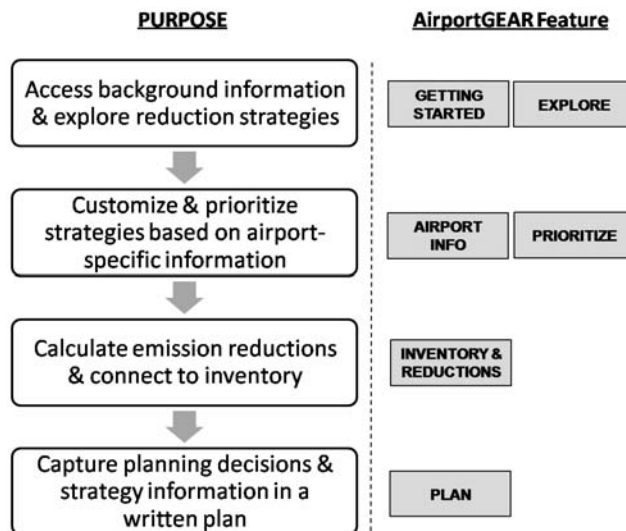 PURPOSE
AirportGEAR Feature
Access background information
& explore reduction strategies
GETTING
STARTED
EXPLORE
Customize & prioritize
strategies based on airport-
specific information
AIRPORT
INFO
PRIORITIZE
Calculate emission reductions
& connect to inventory
INVENTORY &
REDUCTIONS
Capture planning decisions &
strategy information in a
written plan
PLAN